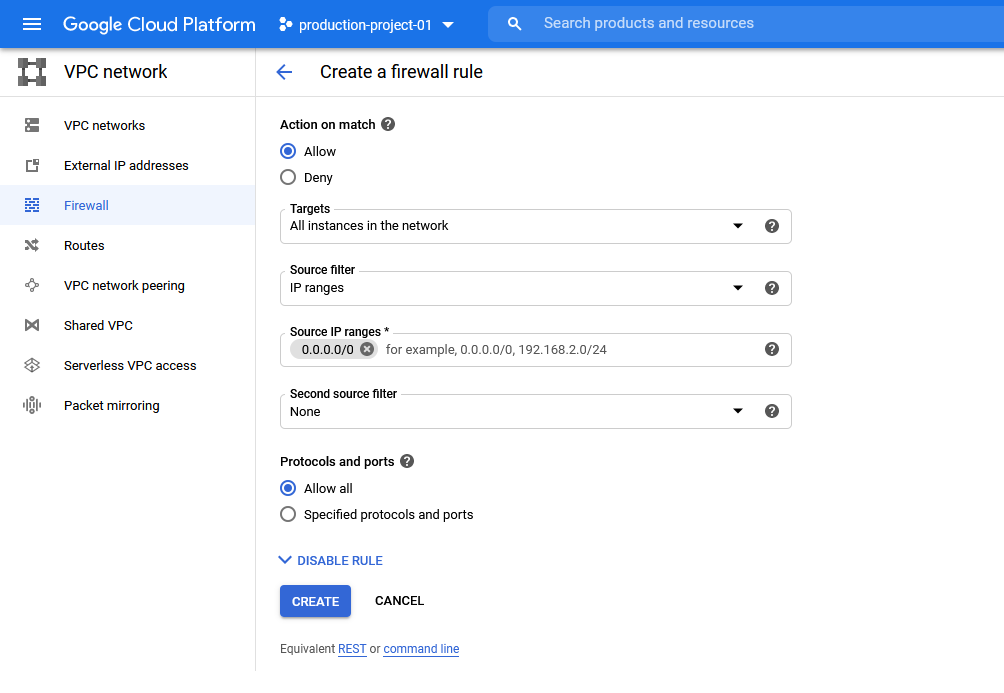 Google Cloud Platform
production-project-01
Search products and resources
VPC network
Create a firewall rule
VPC networks
External IP addresses
Firewall
Routes
VPC network peering
Shared VPC
Serverless VPC access
Packet mirroring
Action on match
Allow
Deny
Targets
All instances in the network
Source filter
IP ranges
Source IP ranges *
0.0.0.0/0 for example, 0.0.0.0/0, 192.168.2.0/24
Second source filter
None
Protocols and ports
Allow all
Specified protocols and ports
DISABLE RULE
CREATE CANCEL
Equivalent REST or command line